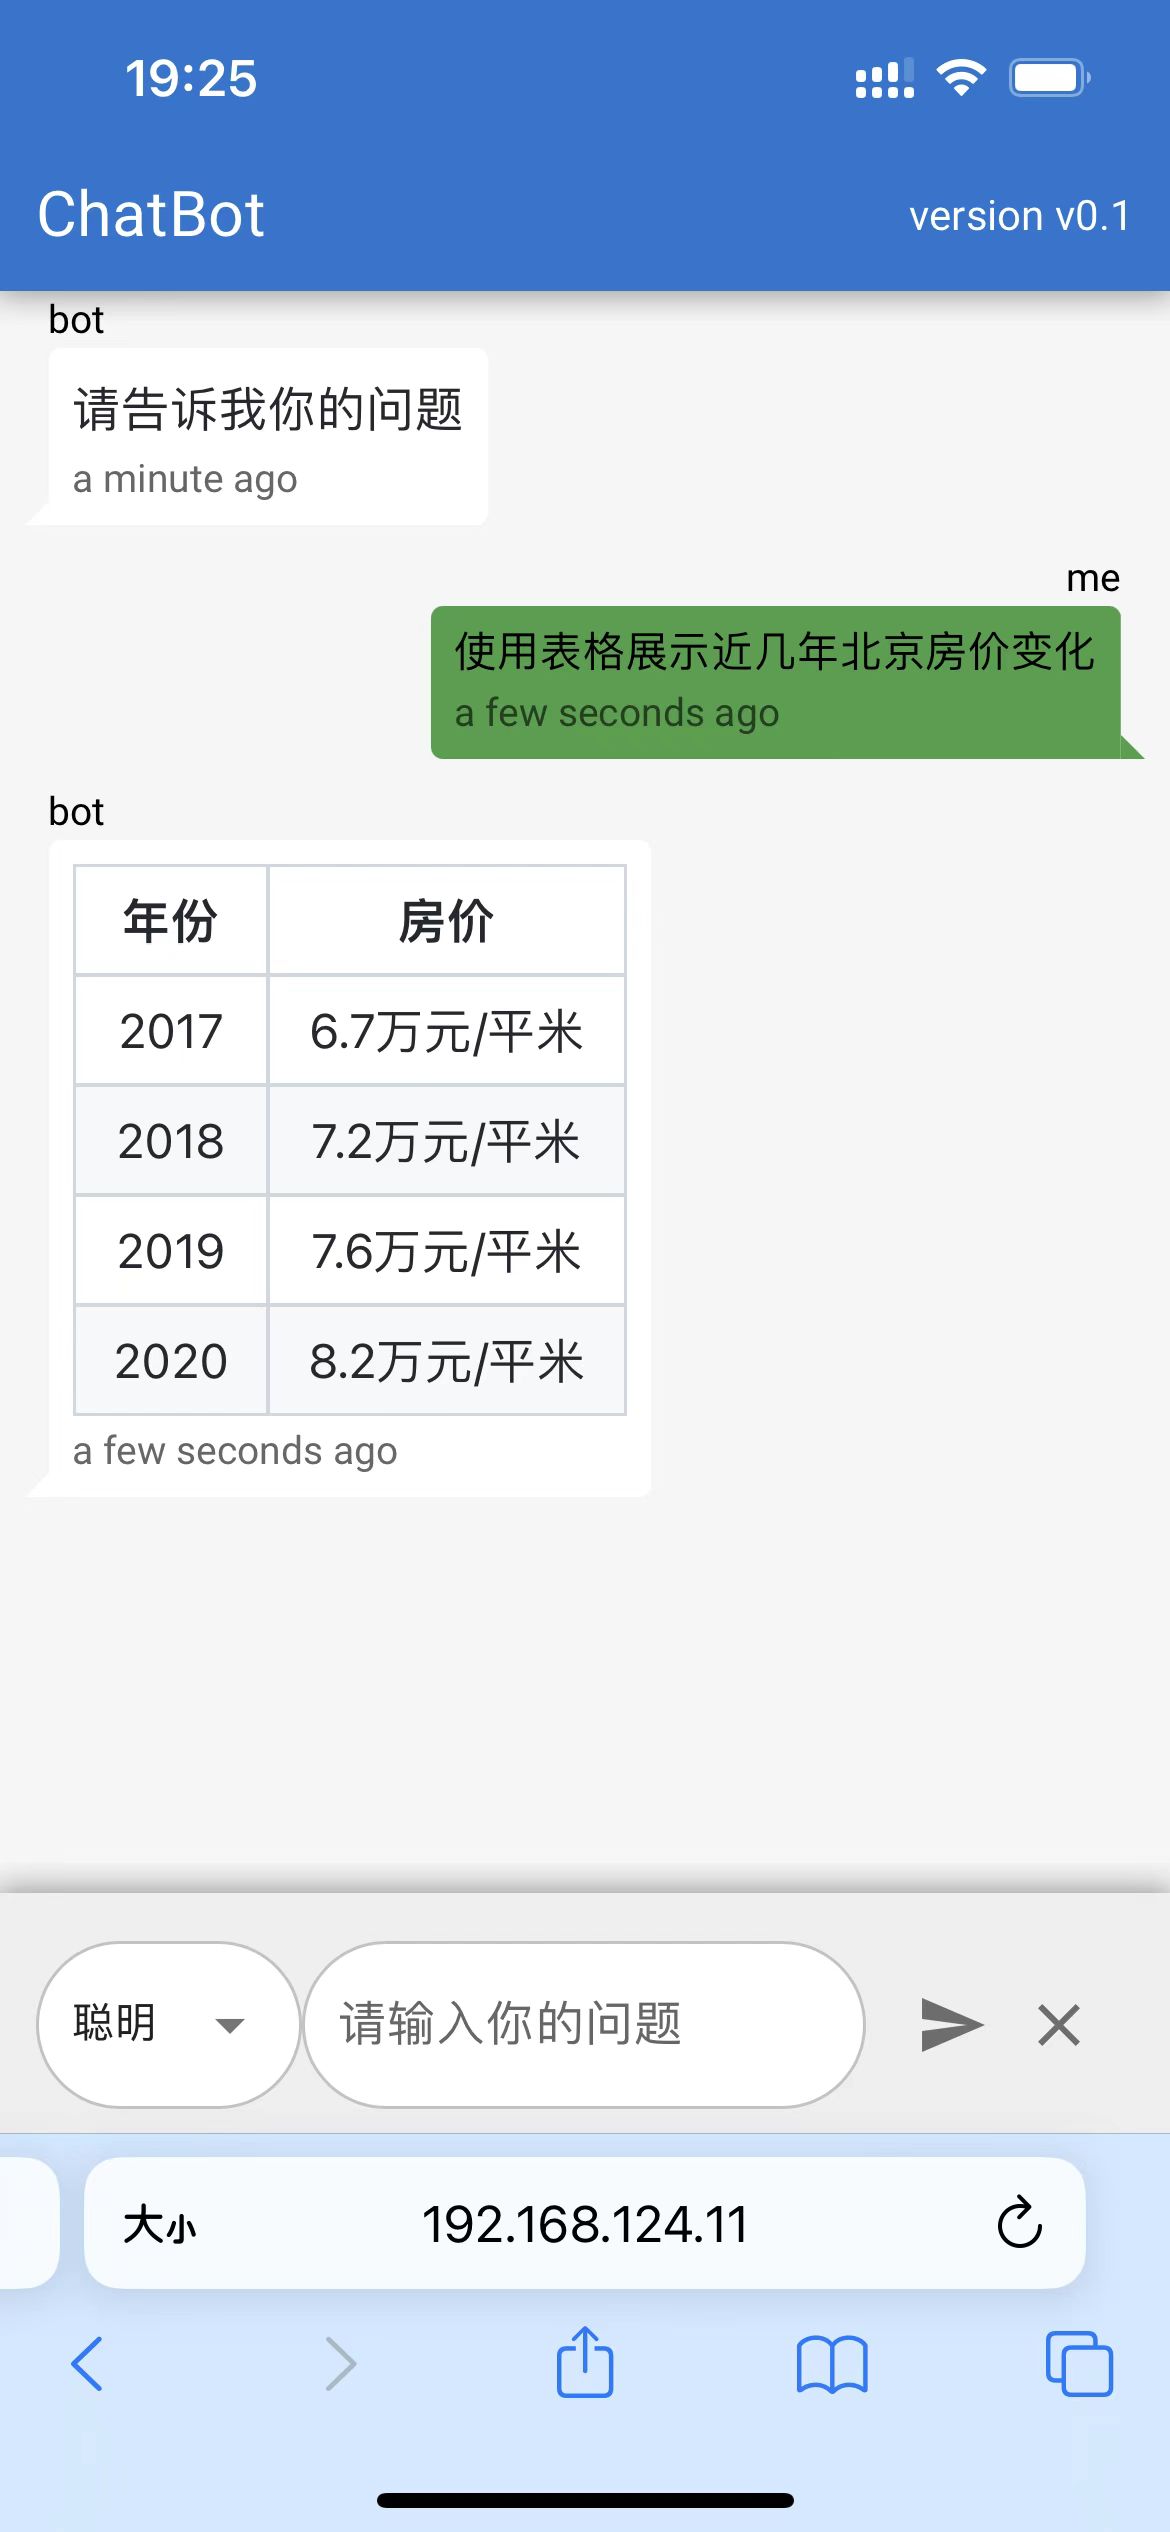 19:25
ChatBot
version v0.1
bot
请告诉我你的问题
a minute ago
me
使用表格展示近几年北京房价变化
a few seconds ago
bot
年份 房价
2017 6.7万元/平米
2018 7.2万元/平米
2019 7.6万元/平米
2020 8.2万元/平米
a few seconds ago
聪明
请输入你的问题
大小 192.168.124.11